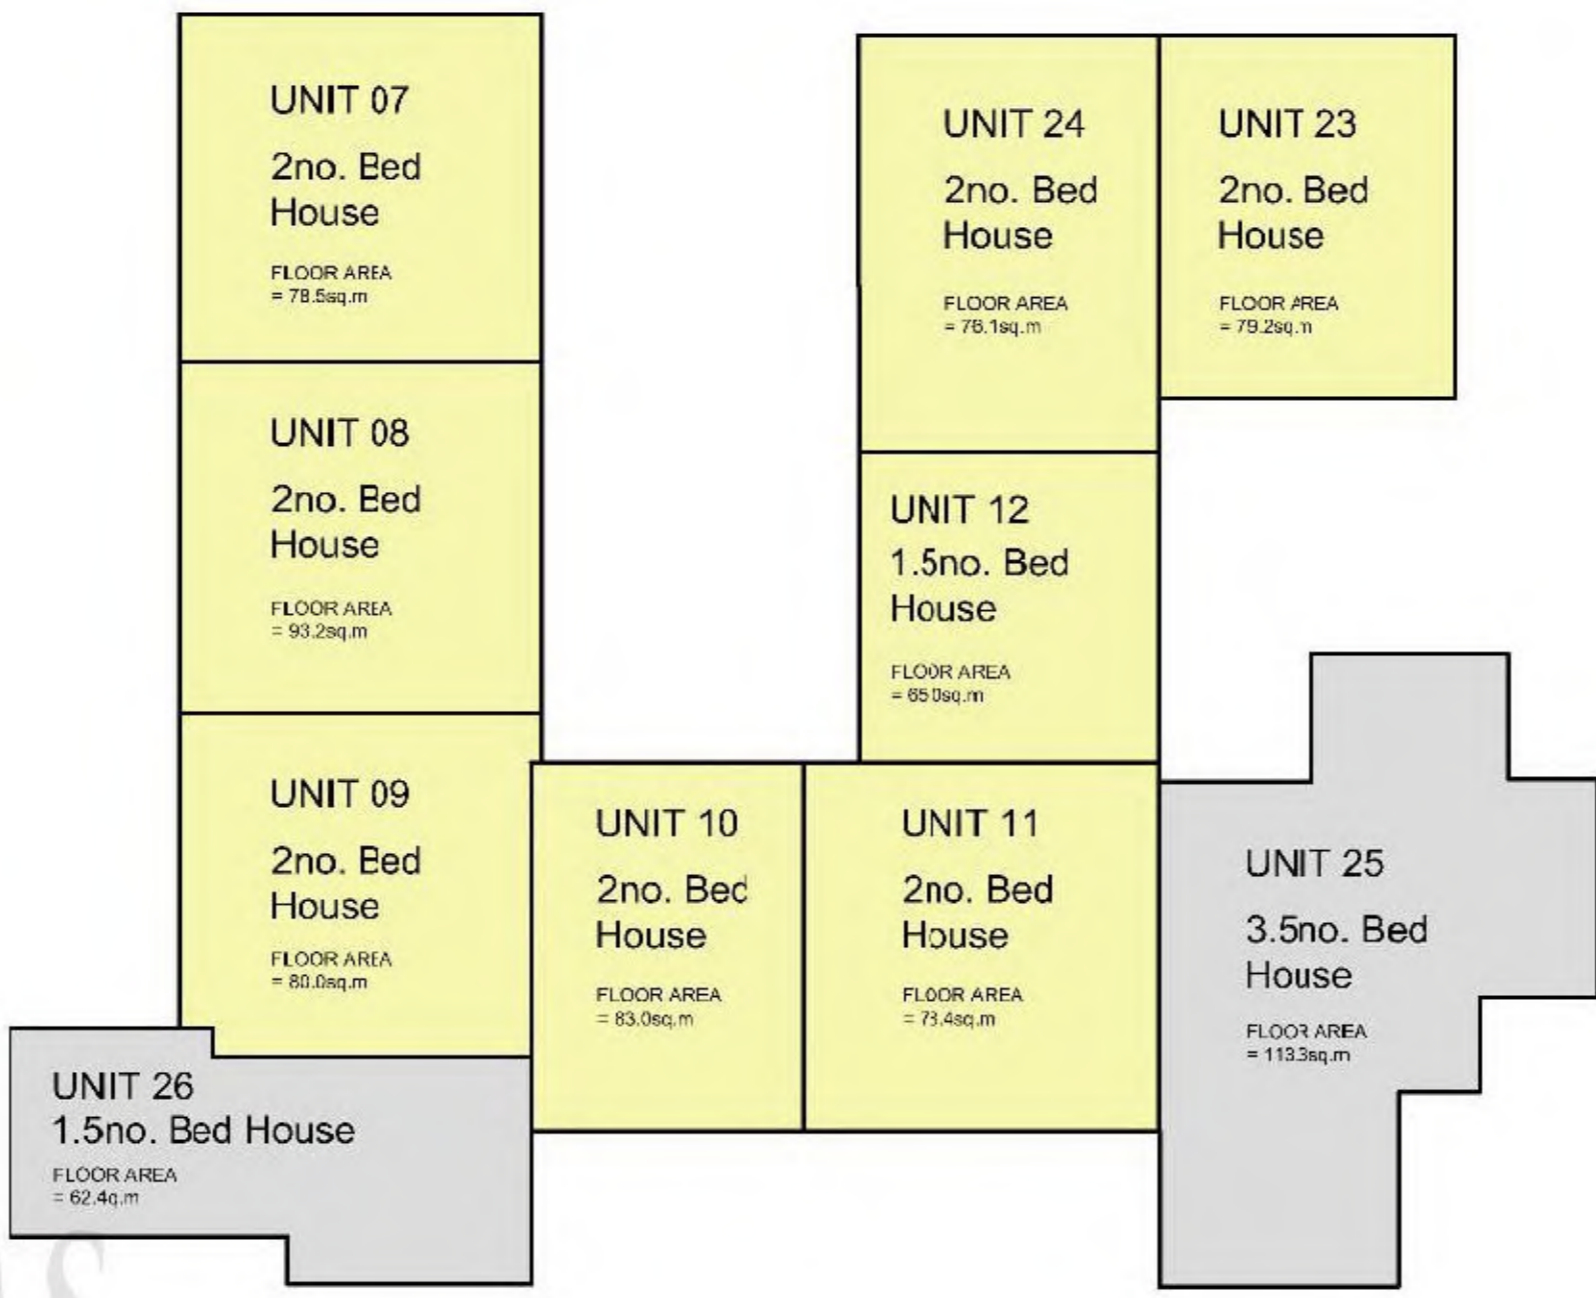 UNIT 07
2no. Bed
House
FLOOR AREA
= 78.5sq.m
UNIT 24
2no. Bed
House
FLOOR AREA
= 76.1sq.m
UNIT 23
2no. Bed
House
FLOOR AREA
= 79.2sq.m
UNIT 08
2no. Bed
House
FLOOR AREA
= 93.2sq.m
UNIT 12
1.5no. Bed
House
FLOOR AREA
= 65.0sq.m
UNIT 09
2no. Bed
House
FLOOR AREA
= 80.0sq.m
UNIT 10
2no. Bed
House
FLOOR AREA
= 83.0sq.m
UNIT 11
2no. Bed
House
FLOOR AREA
UNIT 25
3.5no. Bed
House
FLOOR AREA
= 113.3sq.m
UNIT 26
1.5no. Bed House
FLOOR AREA
= 62.4q.m